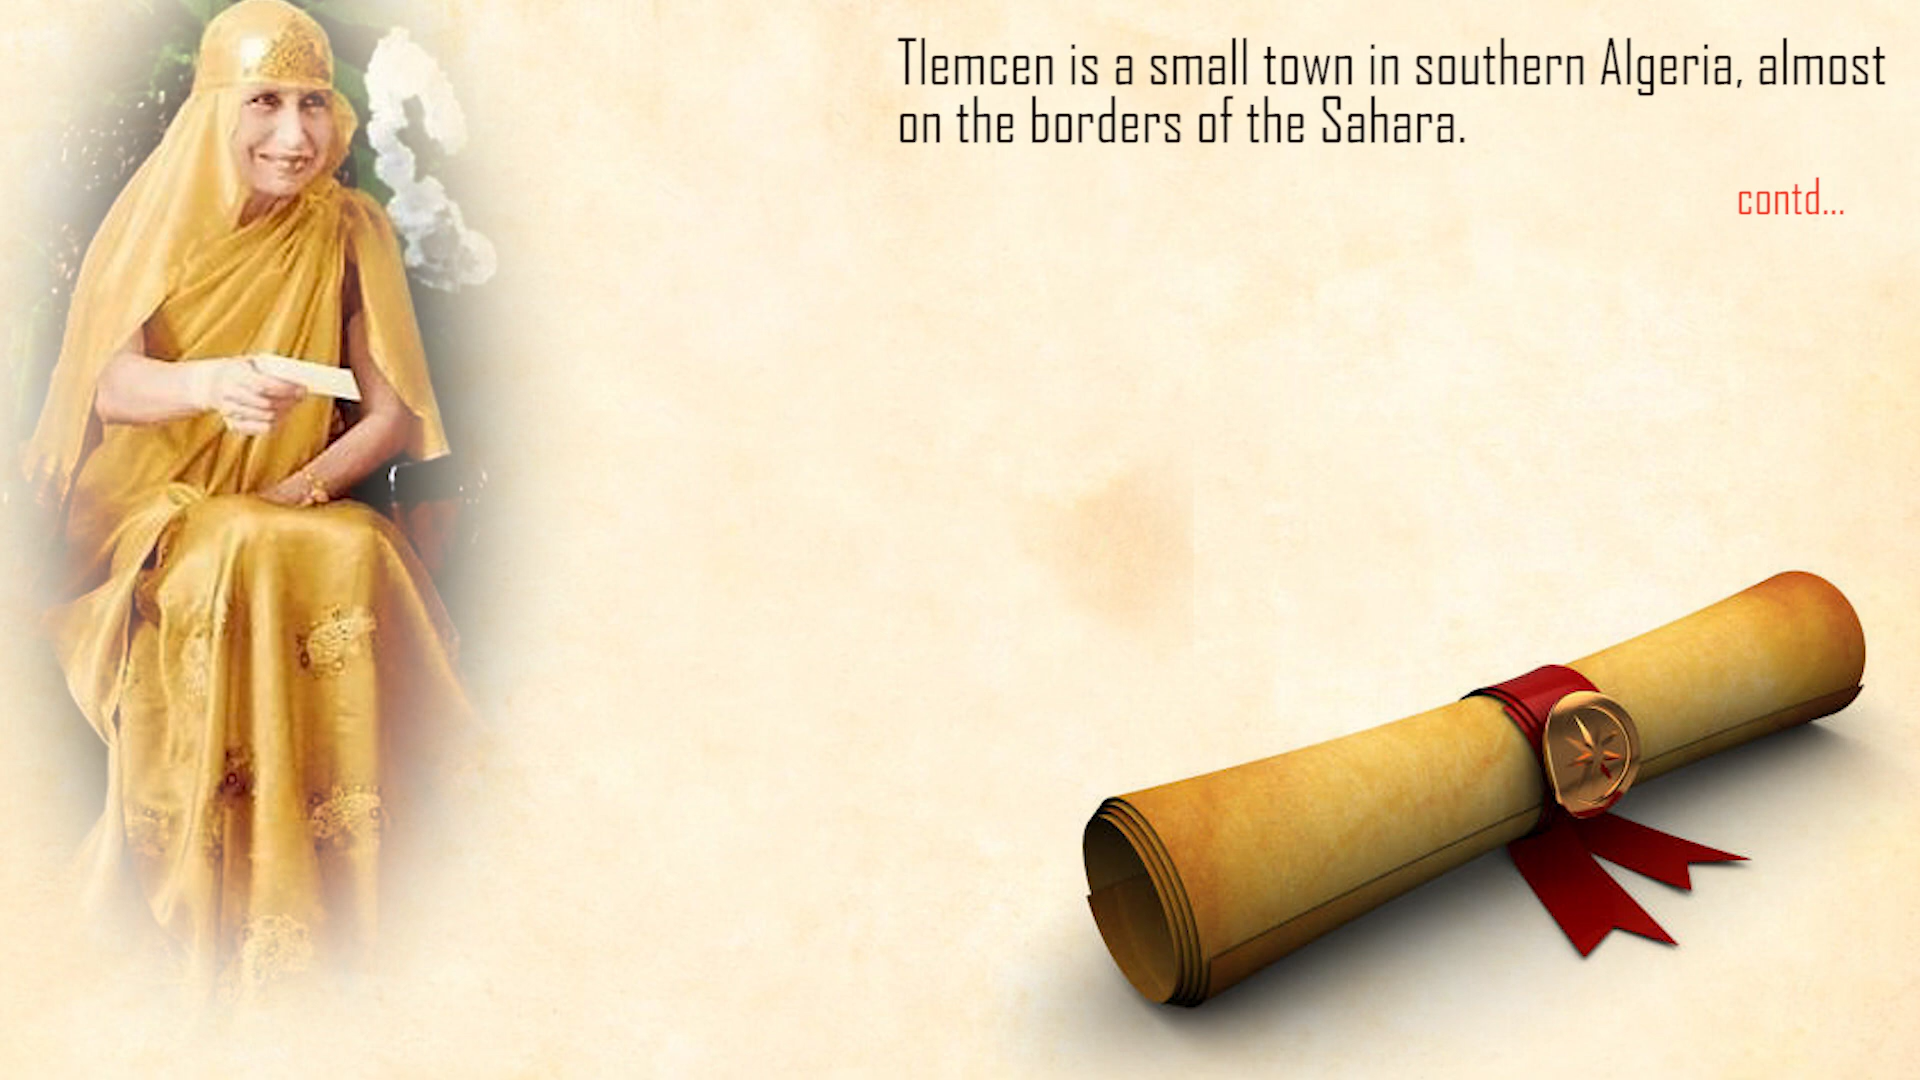 Tlemcen is a small town in southern Algeria, almost
on the borders of the Sahara.
contd...